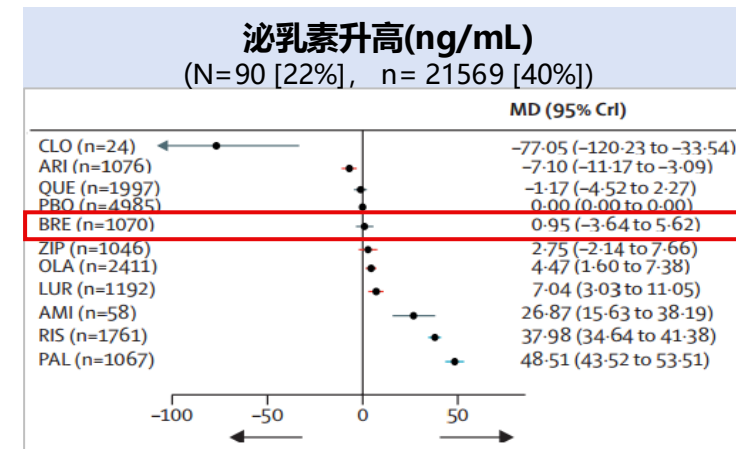 泌乳素升高(ng/mL)
(N=90 [22%]， n= 21569 [40%])
MD (95% CrI)
CLO (n=24) −77·05 (−120·23 to −33·54)
ARI (n=1076) −7·10 (−11·17 to −3·09)
QUE (n=1997) −1·17 (−4·52 to 2·27)
PBO (n=4985) 0·00 (0·00 to 0·00)
BRE (n=1070) 0·95 (−3·64 to 5·62)
ZIP (n=1046) 2·75 (−2·14 to 7·66)
OLA (n=2411) 4·47 (1·60 to 7·38)
LUR (n=1192) 7·04 (3·03 to 11·05)
AMI (n=58) 26·87 (15·63 to 38·19)
RIS (n=1761) 37·98 (34·64 to 41·38)
PAL (n=1067) 48·51 (43·52 to 53·51)
−100 −50 0 50